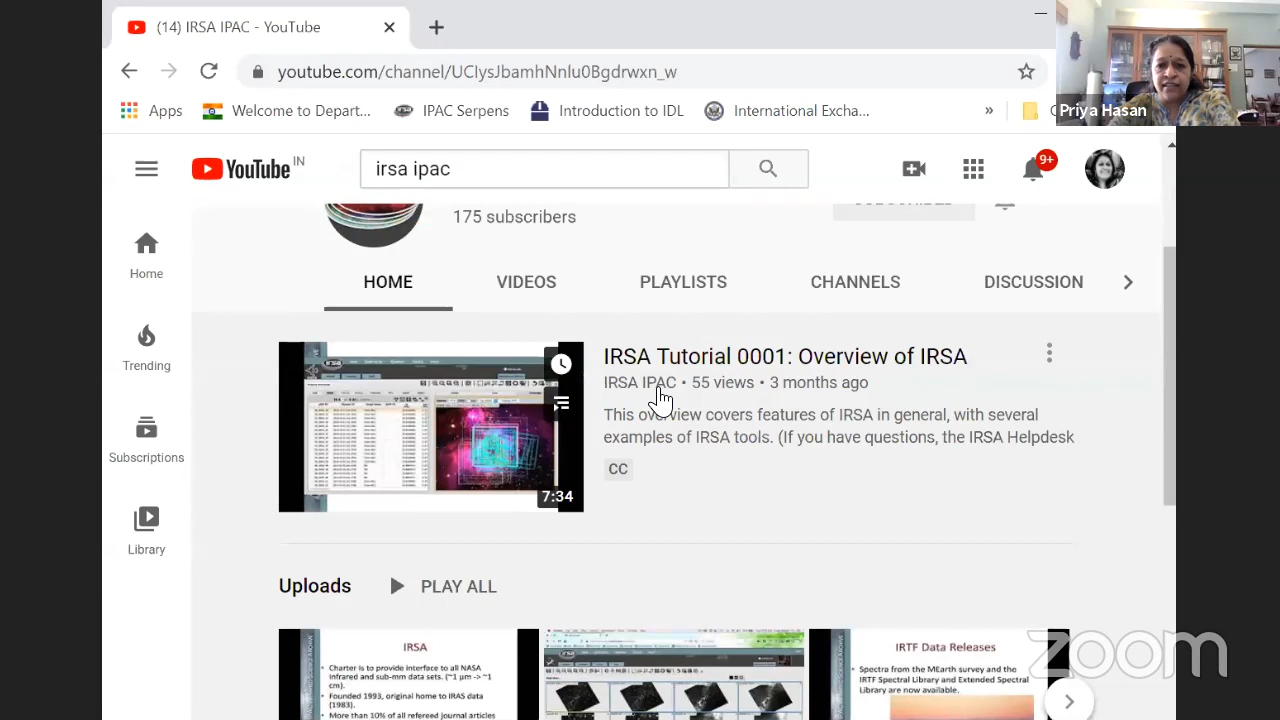 (14) IRSA IPAC - YouTube
youtube.com/channel/UClysJbamhNnlu0Bgdrwxn_w
Apps
Welcome to Depart...
IPAC Serpens
Introduction to IDL
International Excha...
»
Priya Hasan
YouTube IN
irsa ipac
9+
175 subscribers
Home
HOME
VIDEOS
PLAYLISTS
CHANNELS
DISCUSSION
Trending
Subscriptions
Library
7:34
IRSA Tutorial 0001: Overview of IRSA
IRSA IPAC • 55 views • 3 months ago
This overview covers features of IRSA in general, with several
examples of IRSA tools. (If you have questions, the IRSA Helpdesk
CC
Uploads
PLAY ALL
IRSA
• Charter is to provide interface to all NASA
infrared and sub-mm data sets. (~1 μm -> ~1
cm).
• Founded 1993, original home to IRAS data
(1983).
• More than 10% of all refereed journal articles
IRTF Data Releases
• Spectra from the MEarth survey and the
IRTF Spectral Library and Extended Spectral
Library are now available.
zoom